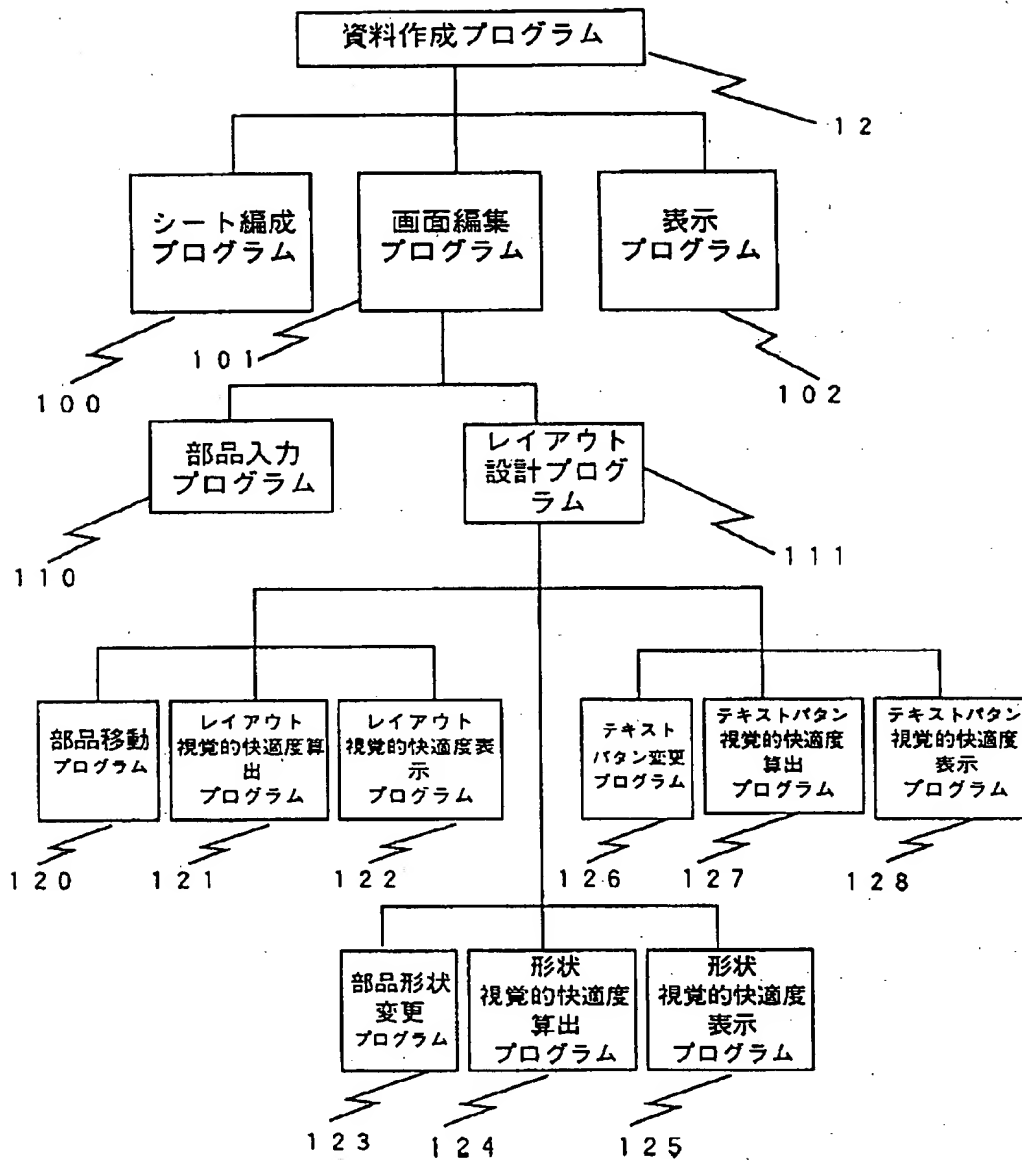 資料作成プログラム
12
シート編成
プログラム
画面編集
プログラム
表示
プログラム
100
101
102
部品入力
プログラム
レイアウト
設計プログ
ラム
110
111
部品移動
プログラム
レイアウト
視覚的快適度算
出
プログラム
レイアウト
視覚的快適度表
示
プログラム
テキスト
パタン変更
プログラム
テキストパタン
視覚的快適度
算出
プログラム
テキストパタン
視覚的快適度
表示
プログラム
120
121
122
126
127
128
部品形状
変更
プログラム
形状
視覚的快適度
算出
プログラム
形状
視覚的快適度
表示
プログラム
123
124
125